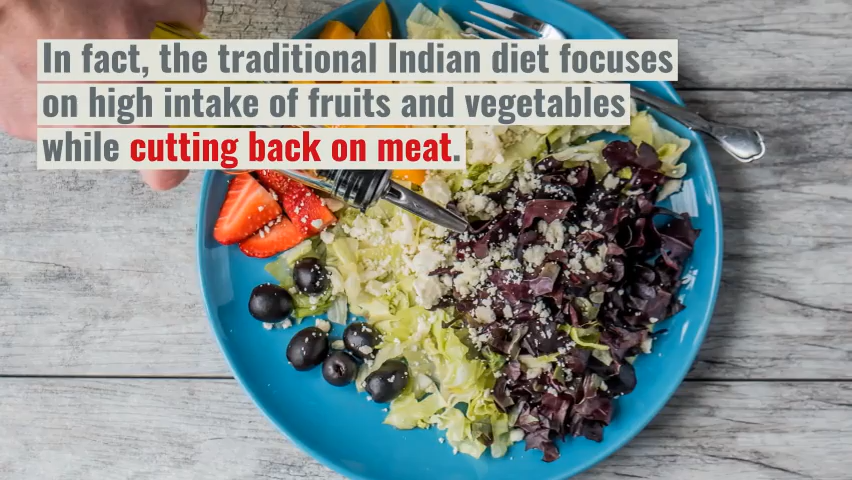 In fact, the traditional Indian diet focuses
on high intake of fruits and vegetables
while cutting back on meat.